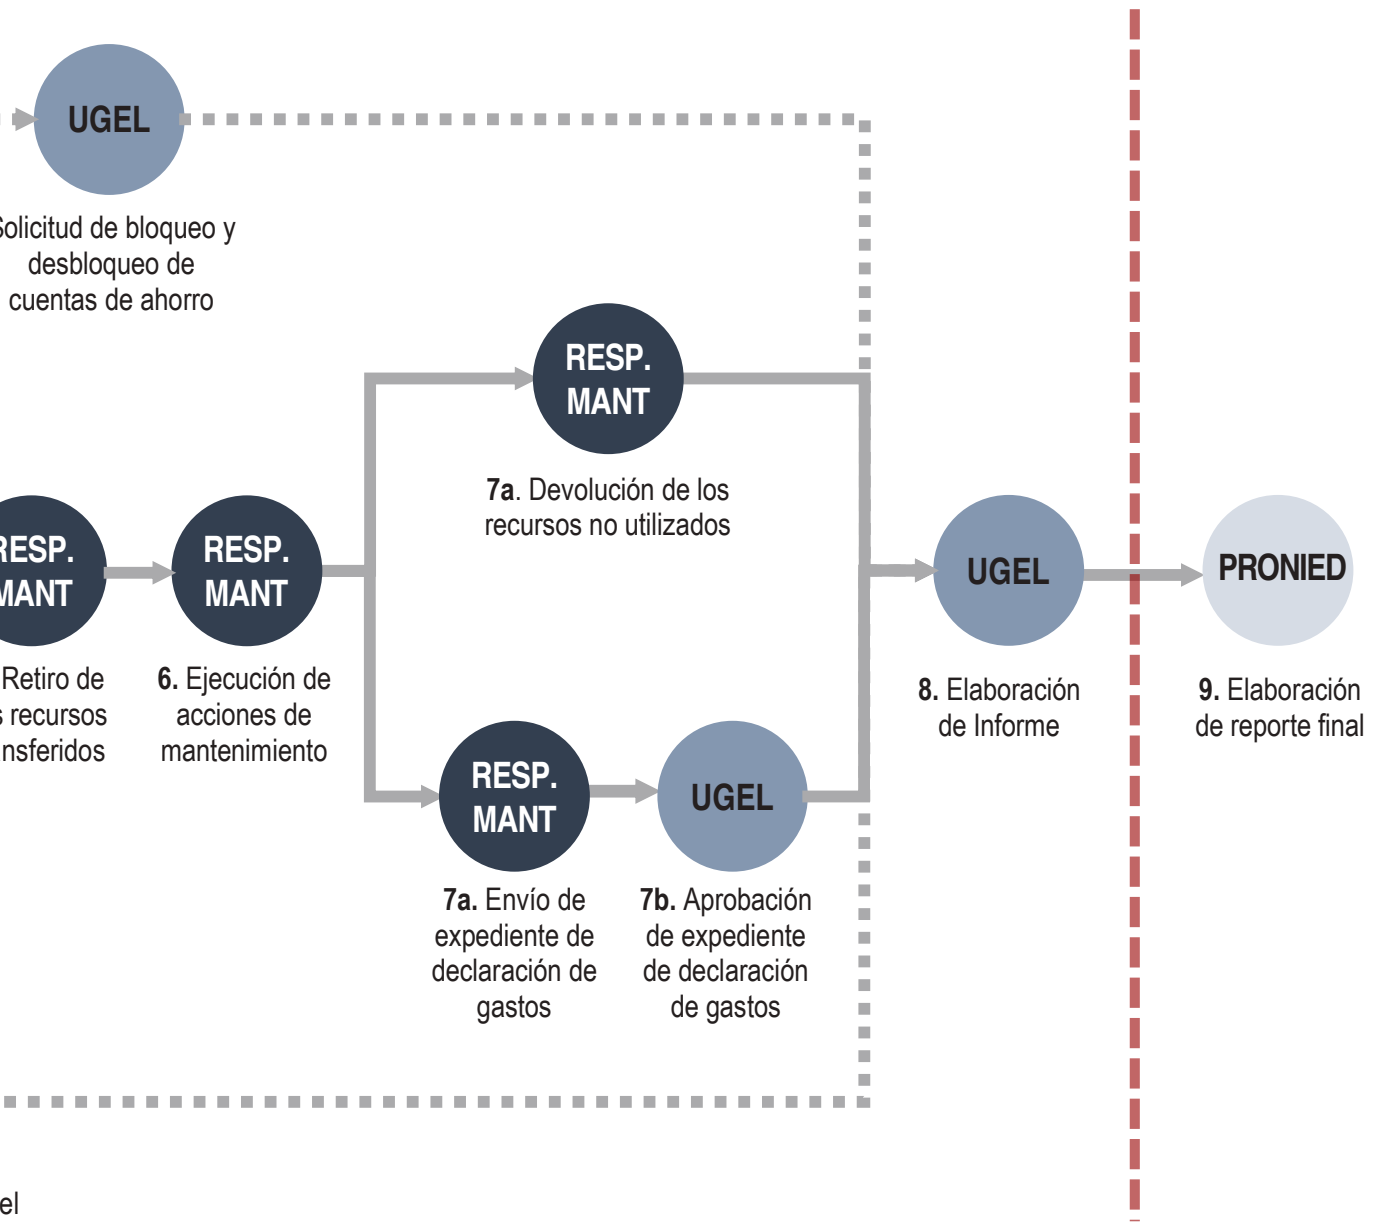 UGEL
Solicitud de bloqueo y
desbloqueo de
cuentas de ahorro
RESP.
MANT
7a. Devolución de los
recursos no utilizados
RESP.
MANT
Retiro de
recursos
RESP.
MANT
6. Ejecución de
acciones de
mantenimiento
RESP.
MANT
7a. Envío de
expediente de
declaración de
gastos
UGEL
7b. Aprobación
de expediente
de declaración
de gastos
UGEL
8. Elaboración
de Informe
PRONIED
9. Elaboración
de reporte final